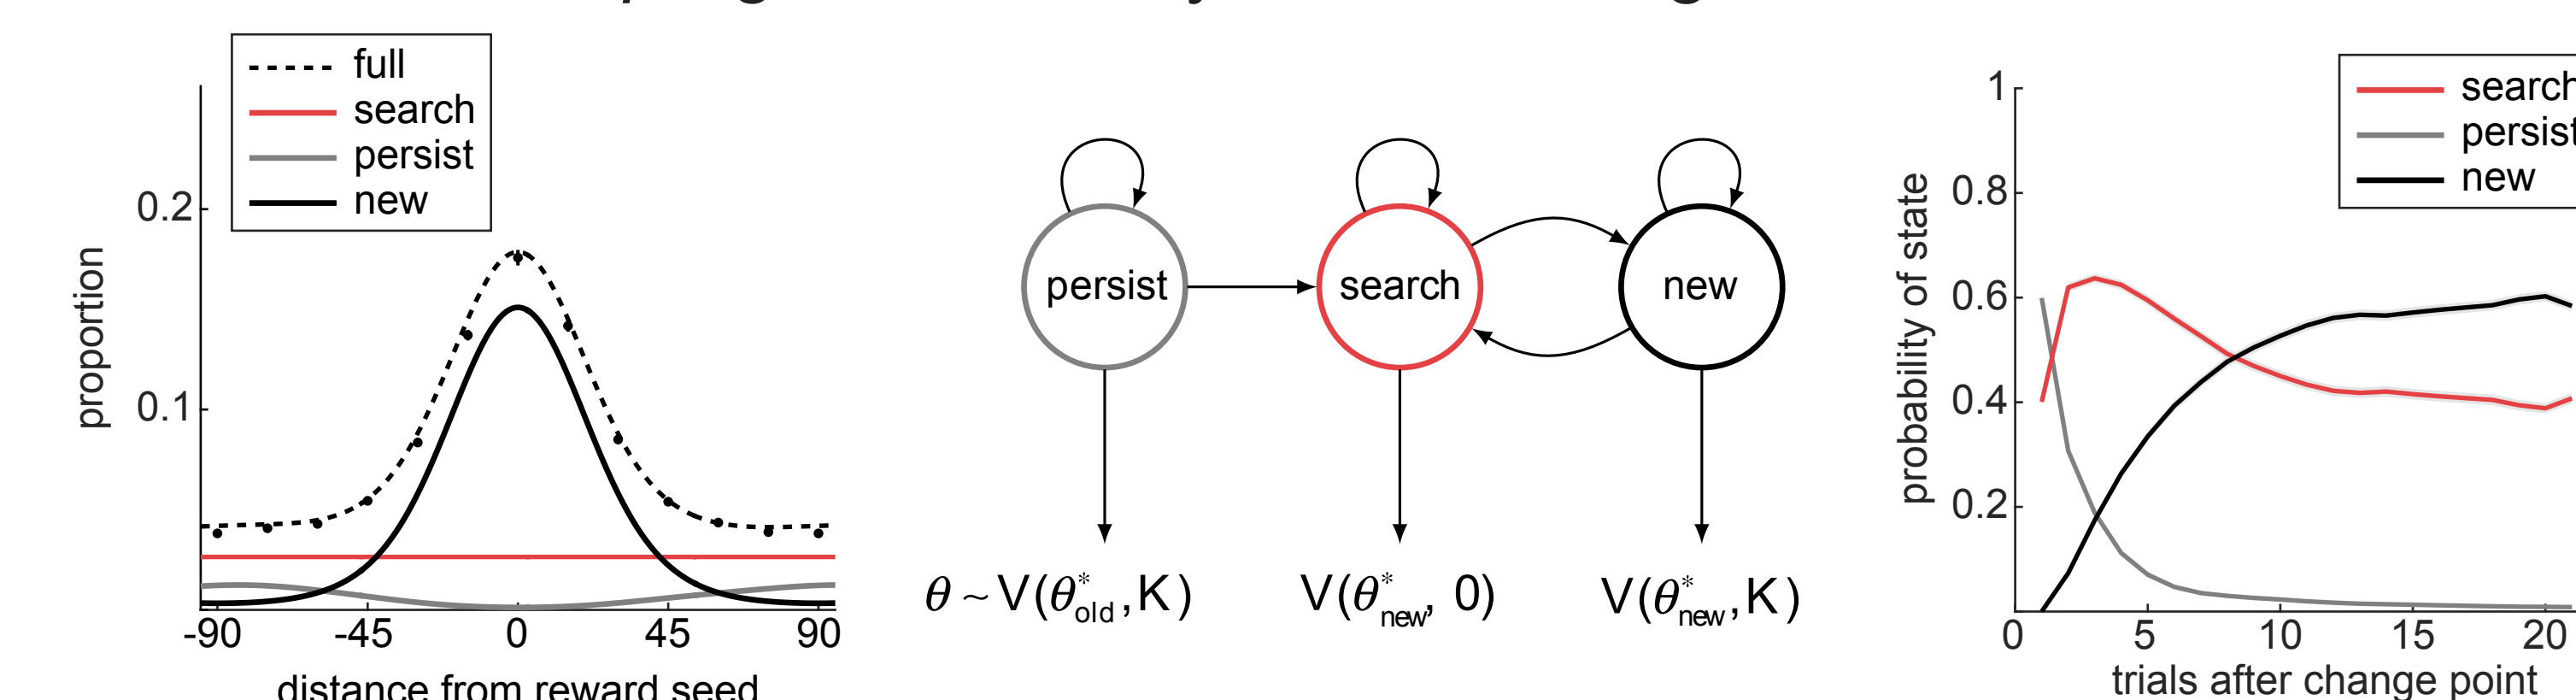 full
search
persist
new
proportion
0.2
0.1
-90 -45 0 45 90
distance from reward seed
persist
search
new
θ ~ V(θ*old, K)
V(θ*new, 0)
V(θ*new, K)
search
persist
new
probability of state
1
0.8
0.6
0.4
0.2
0 5 10 15 20
trials after change point